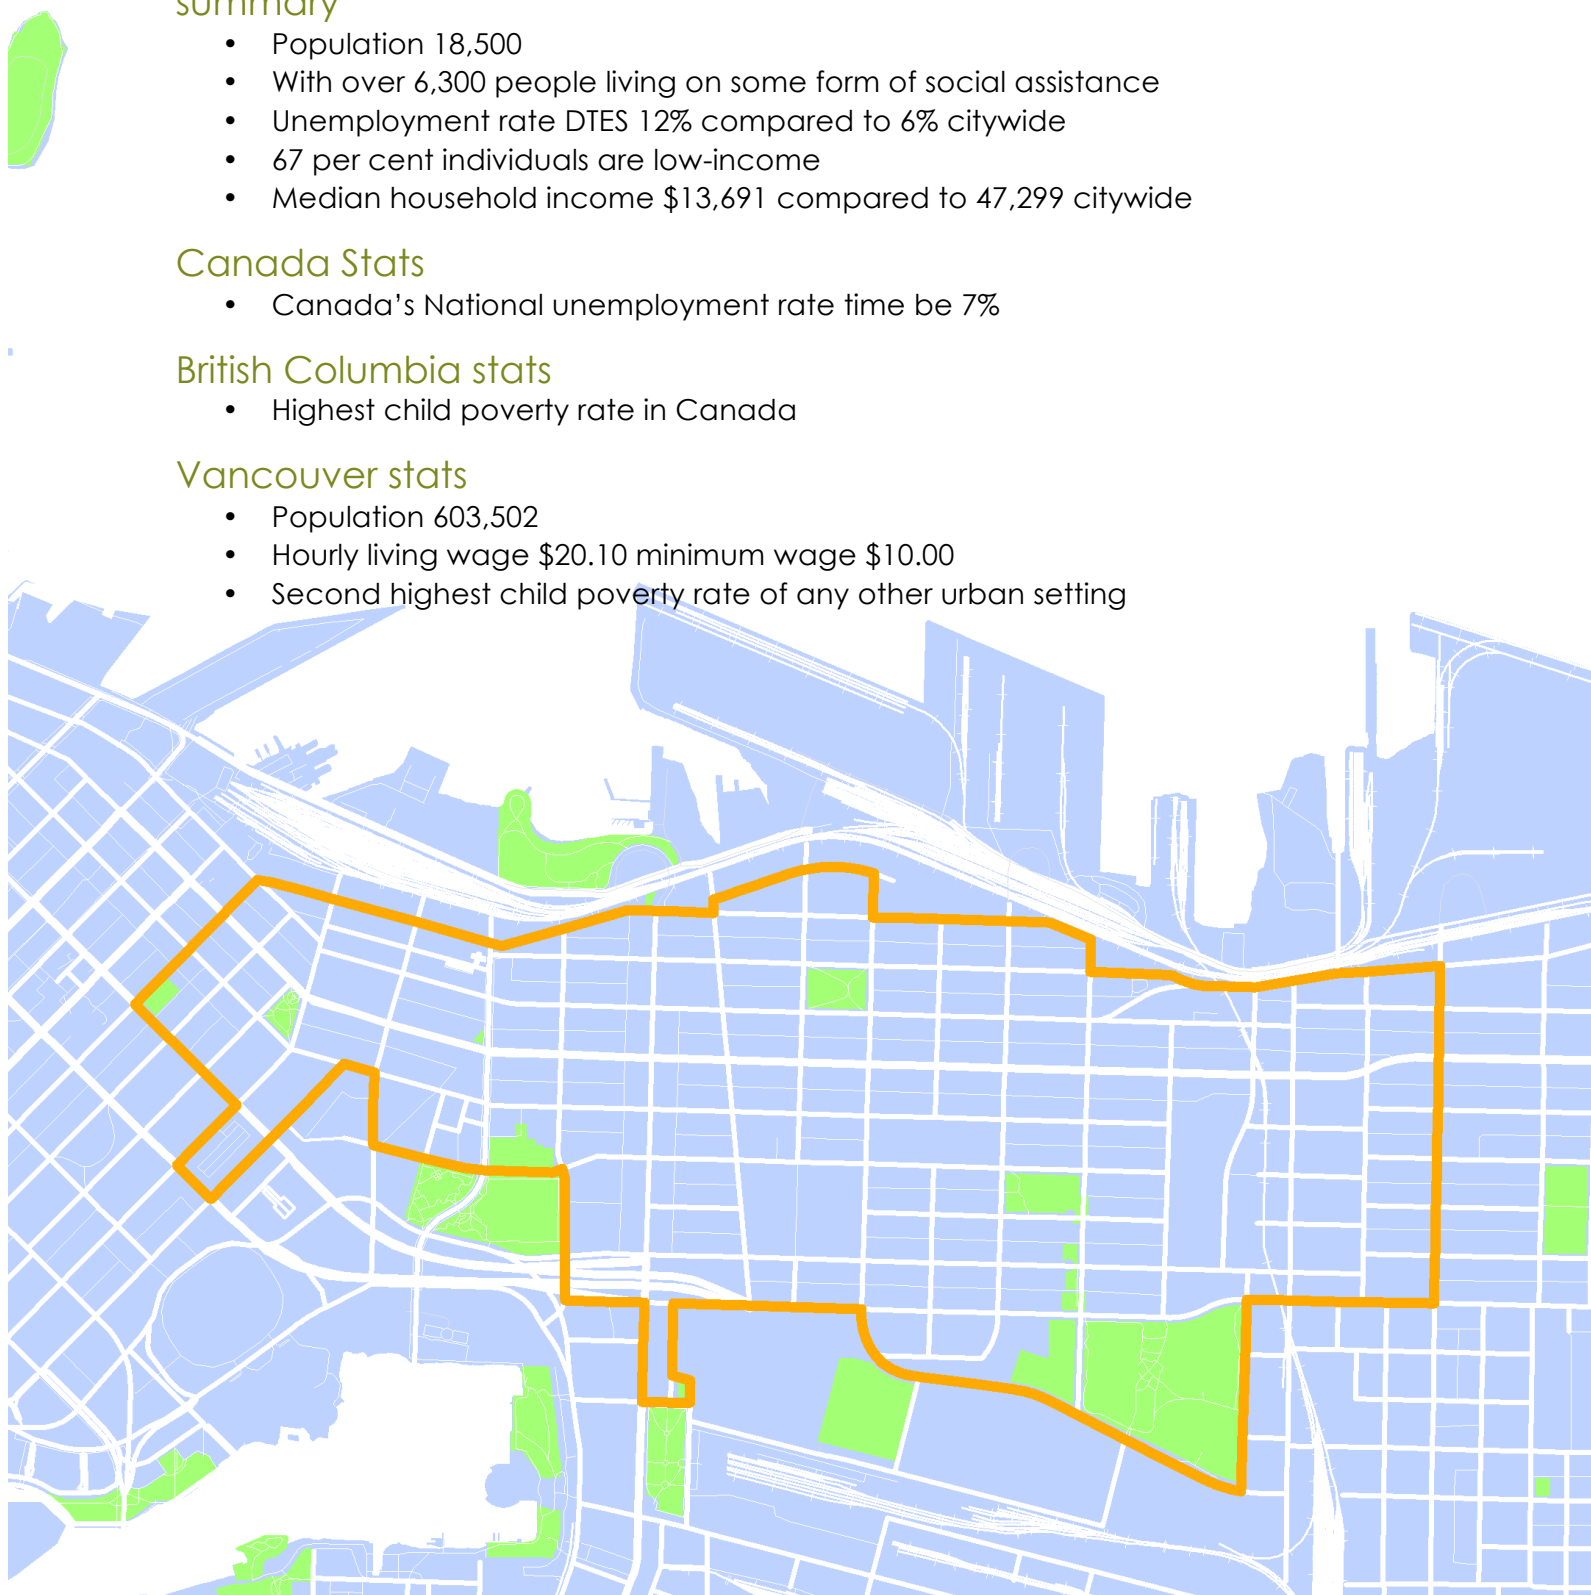 summary
• Population 18,500
• With over 6,300 people living on some form of social assistance
• Unemployment rate DTES 12% compared to 6% citywide
• 67 per cent individuals are low-income
• Median household income $13,691 compared to 47,299 citywide
Canada Stats
• Canada’s National unemployment rate time be 7%
British Columbia stats
• Highest child poverty rate in Canada
Vancouver stats
• Population 603,502
• Hourly living wage $20.10 minimum wage $10.00
• Second highest child poverty rate of any other urban setting